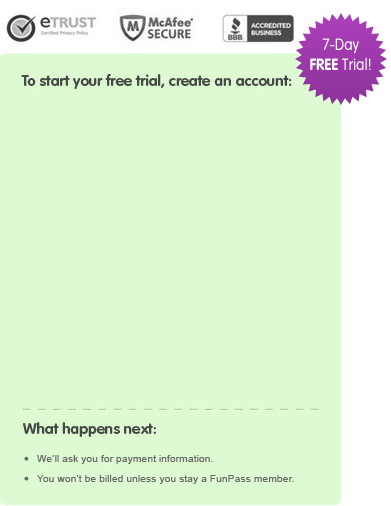 eTRUST
Certified Privacy Policy
McAfee®
SECURE
BBB
ACCREDITED
BUSINESS
7-Day
FREE Trial!
To start your free trial, create an account:
What happens next:
• We'll ask you for payment information.
• You won't be billed unless you stay a FunPass member.